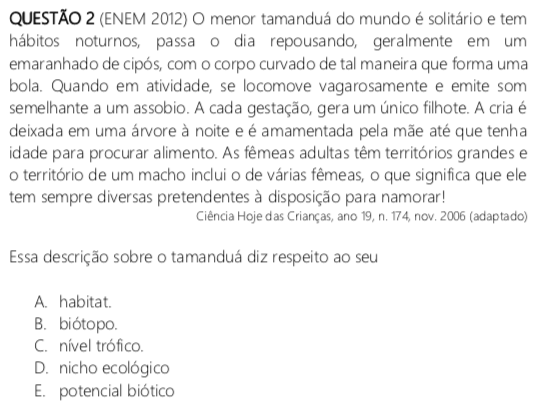 QUESTÃO 2 (ENEM 2012) O menor tamanduá do mundo é solitário e tem
hábitos noturnos, passa o dia repousando, geralmente em um
emaranhado de cipós, com o corpo curvado de tal maneira que forma uma
bola. Quando em atividade, se locomove vagarosamente e emite som
semelhante a um assobio. A cada gestação, gera um único filhote. A cria é
deixada em uma árvore à noite e é amamentada pela mãe até que tenha
idade para procurar alimento. As fêmeas adultas têm territórios grandes e
o território de um macho inclui o de várias fêmeas, o que significa que ele
tem sempre diversas pretendentes à disposição para namorar!
Ciência Hoje das Crianças, ano 19, n. 174, nov. 2006 (adaptado)
Essa descrição sobre o tamanduá diz respeito ao seu
A. habitat.
B. biótopo.
C. nível trófico.
D. nicho ecológico
E. potencial biótico